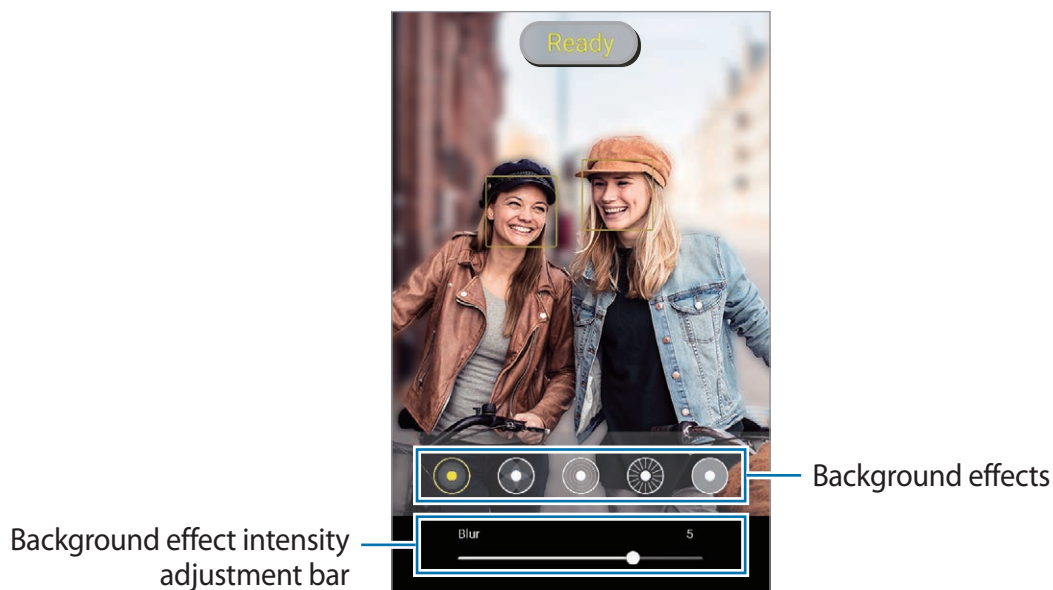 Ready
Background effects
Blur 5
Background effect intensity
adjustment bar